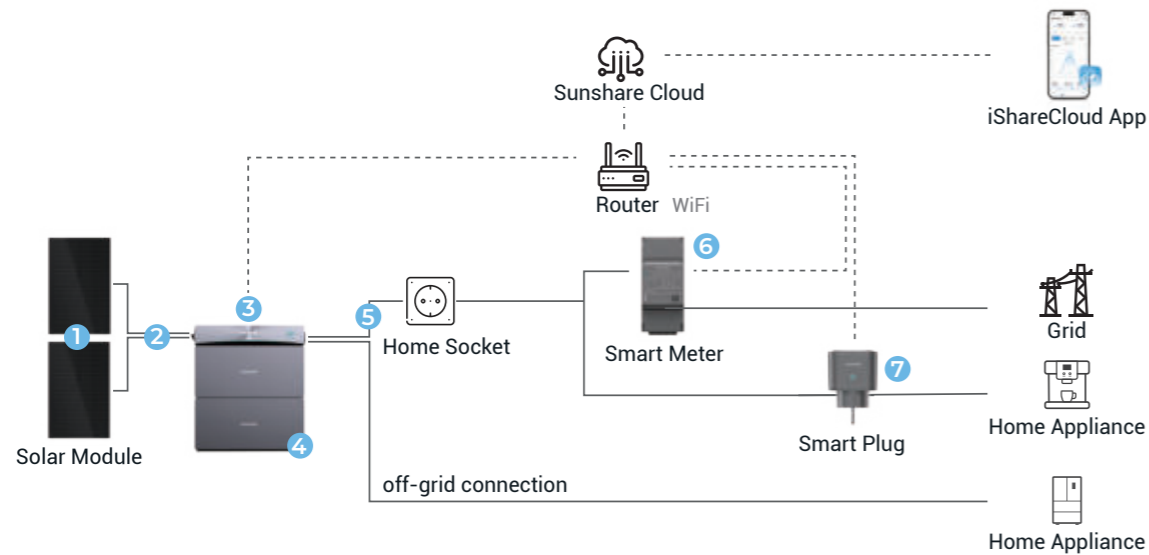 Sunshare Cloud
iShareCloud App
Router WiFi
6
3
5
1
2
Home Socket
Smart Meter
Grid
7
4
Solar Module
Smart Plug
Home Appliance
off-grid connection
Home Appliance